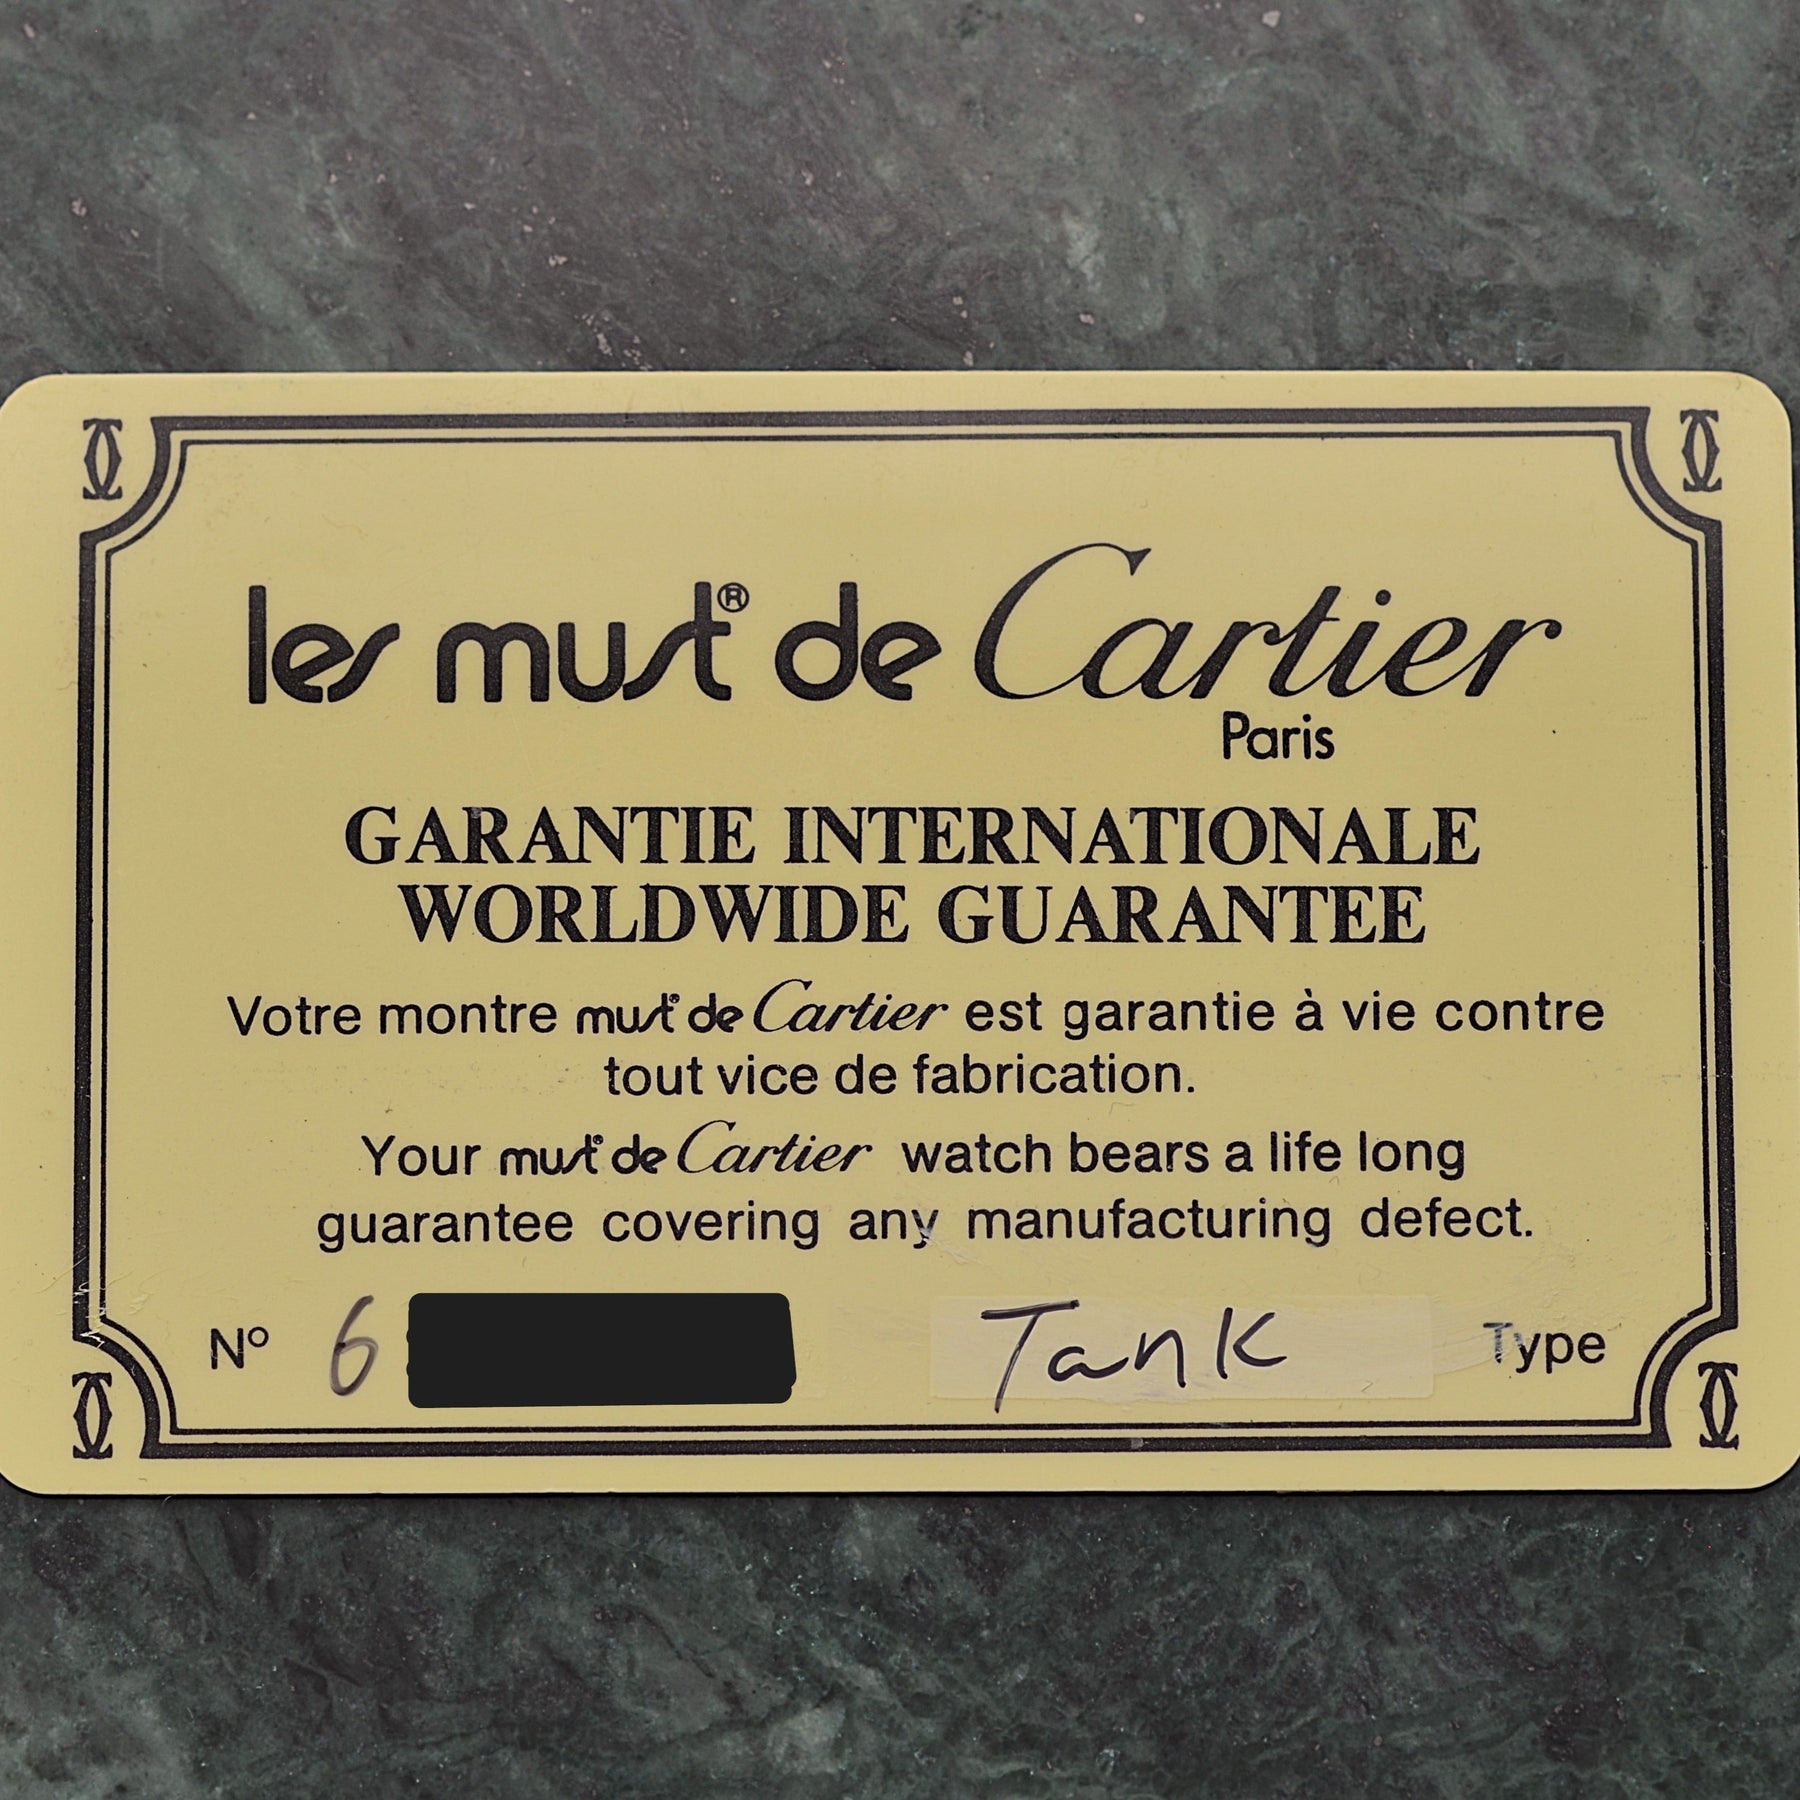 les must® de Cartier
Paris
GARANTIE INTERNATIONALE
WORLDWIDE GUARANTEE
Votre montre must® de Cartier est garantie à vie contre
tout vice de fabrication.
Your must® de Cartier watch bears a life long
guarantee covering any manufacturing defect.
Nº 6 Tank Type